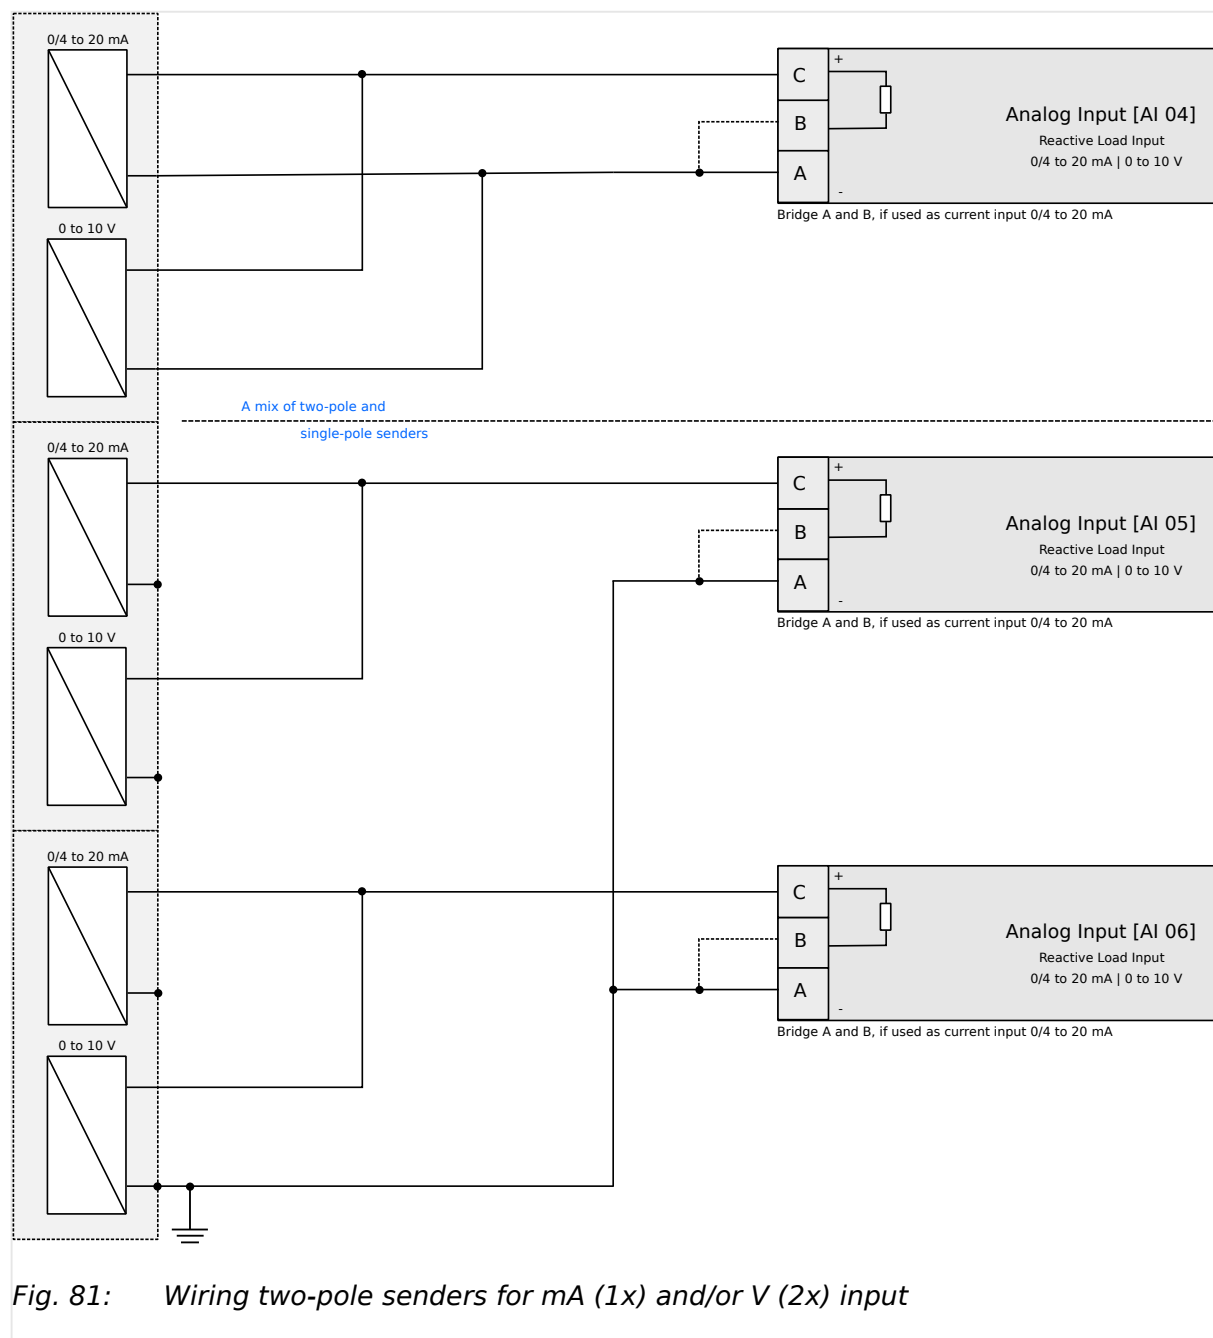 0/4 to 20 mA
C
+
B
Analog Input [AI 04]
Reactive Load Input
0/4 to 20 mA | 0 to 10 V
A
-
Bridge A and B, if used as current input 0/4 to 20 mA
0 to 10 V
A mix of two-pole and
single-pole senders
0/4 to 20 mA
C
+
B
Analog Input [AI 05]
Reactive Load Input
0/4 to 20 mA | 0 to 10 V
A
-
Bridge A and B, if used as current input 0/4 to 20 mA
0 to 10 V
0/4 to 20 mA
C
+
B
Analog Input [AI 06]
Reactive Load Input
0/4 to 20 mA | 0 to 10 V
A
-
Bridge A and B, if used as current input 0/4 to 20 mA
0 to 10 V
Fig. 81: Wiring two-pole senders for mA (1x) and/or V (2x) input